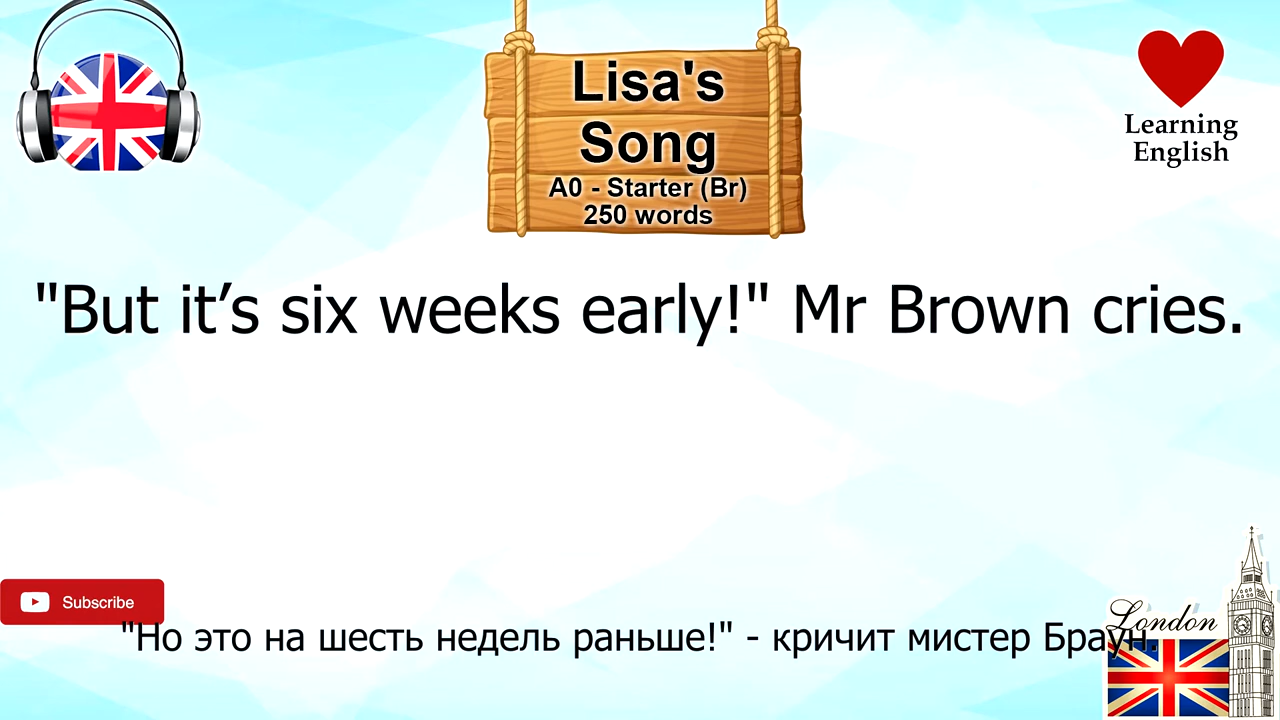 Lisa's
Song
A0 - Starter (Br)
250 words
Learning
English
"But it’s six weeks early!" Mr Brown cries.
Subscribe
"Но это на шесть недель раньше!" - кричит мистер Браун.
London